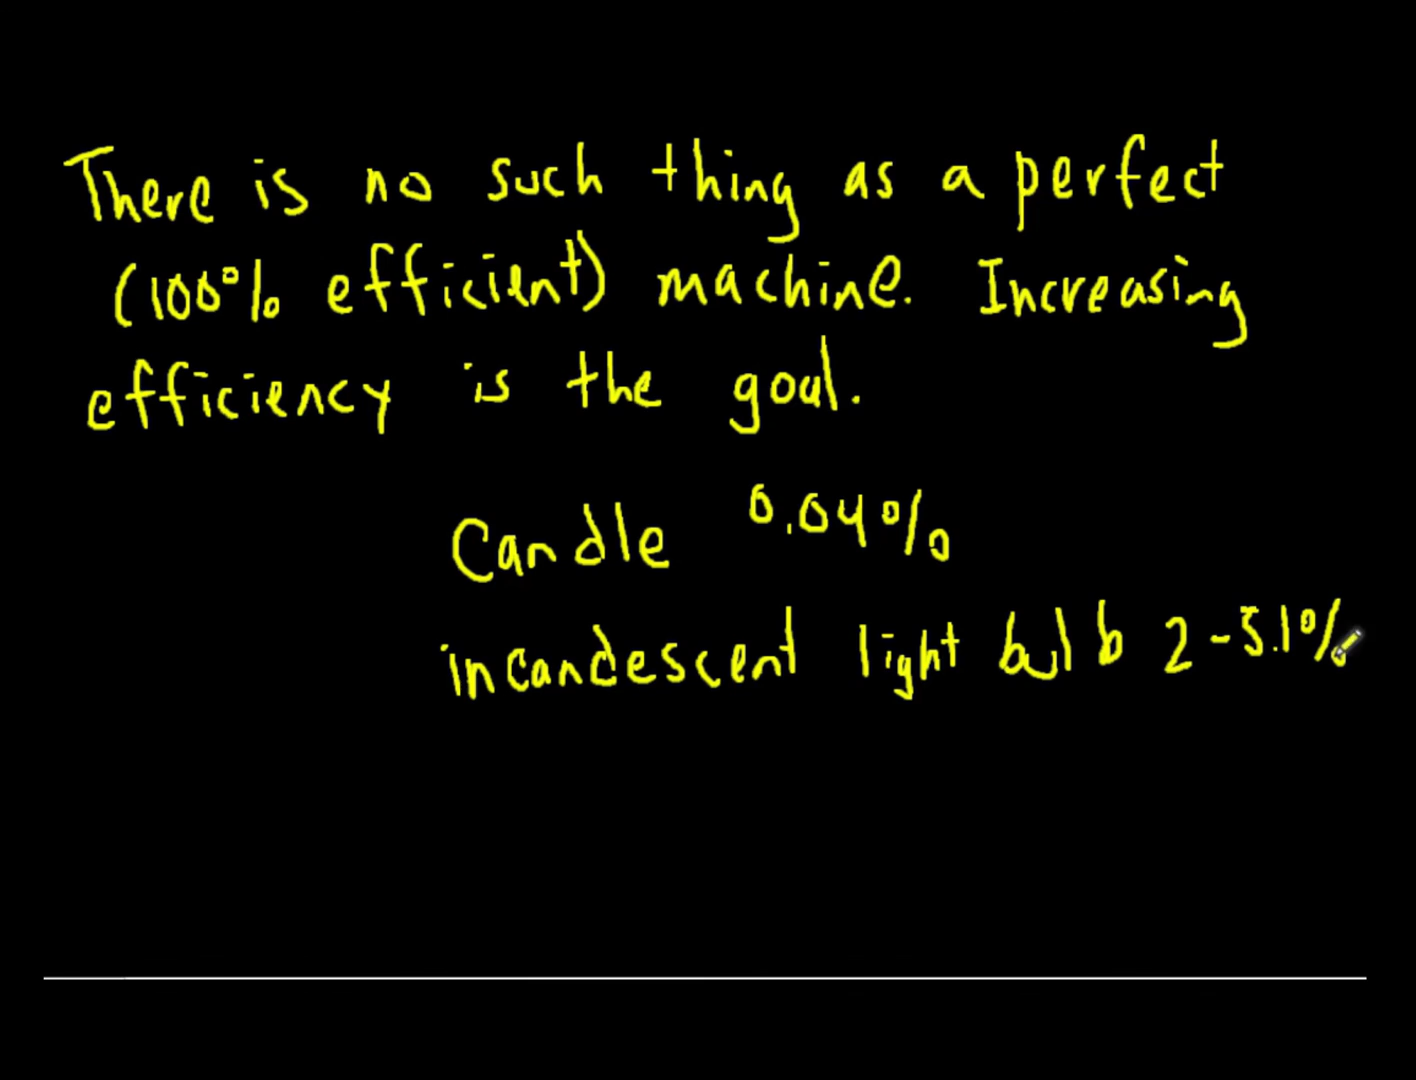 There is no such thing as a perfect
(100% efficient) machine. Increasing
efficiency is the goal.
Candle 0.04%
incandescent light bulb 2-5.1%